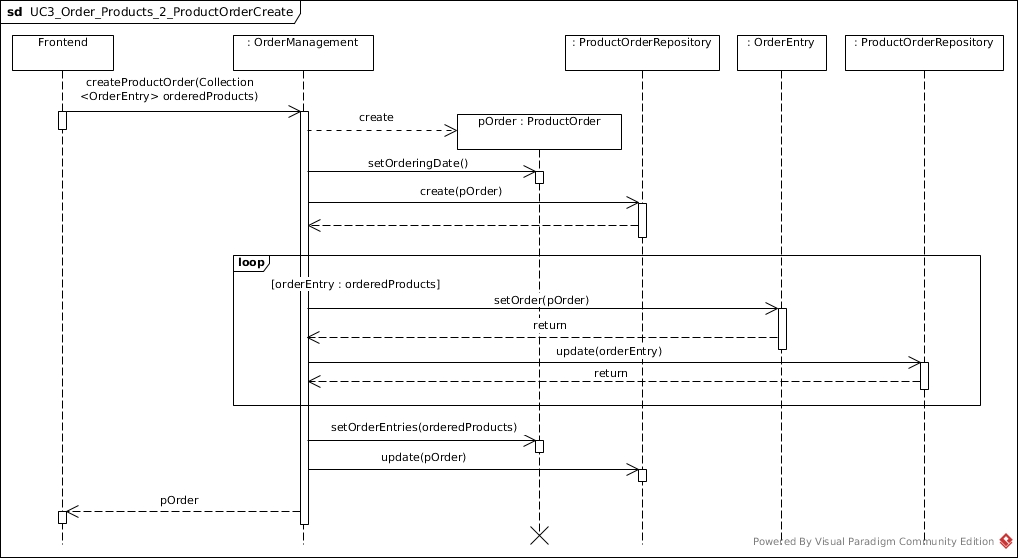 sd UC3_Order_Products_2_ProductOrderCreate
Frontend
: OrderManagement
: ProductOrderRepository
: OrderEntry
: ProductOrderRepository
createProductOrder(Collection
<OrderEntry> orderedProducts)
create
pOrder : ProductOrder
setOrderingDate()
create(pOrder)
loop
[orderEntry : orderedProducts]
setOrder(pOrder)
return
update(orderEntry)
return
setOrderEntries(orderedProducts)
update(pOrder)
pOrder
Powered By Visual Paradigm Community Edition